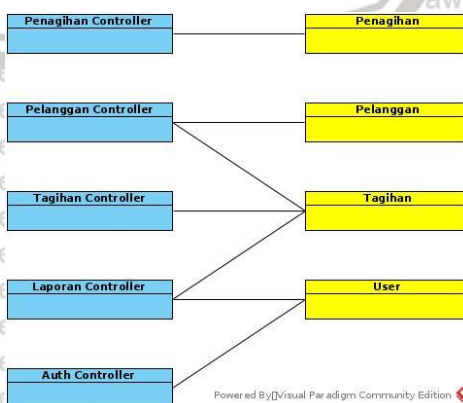 Penagihan Controller
Penagihan
Pelanggan Controller
Pelanggan
Tagihan Controller
Tagihan
Laporan Controller
User
Auth Controller
Powered By Visual Paradigm Community Edition